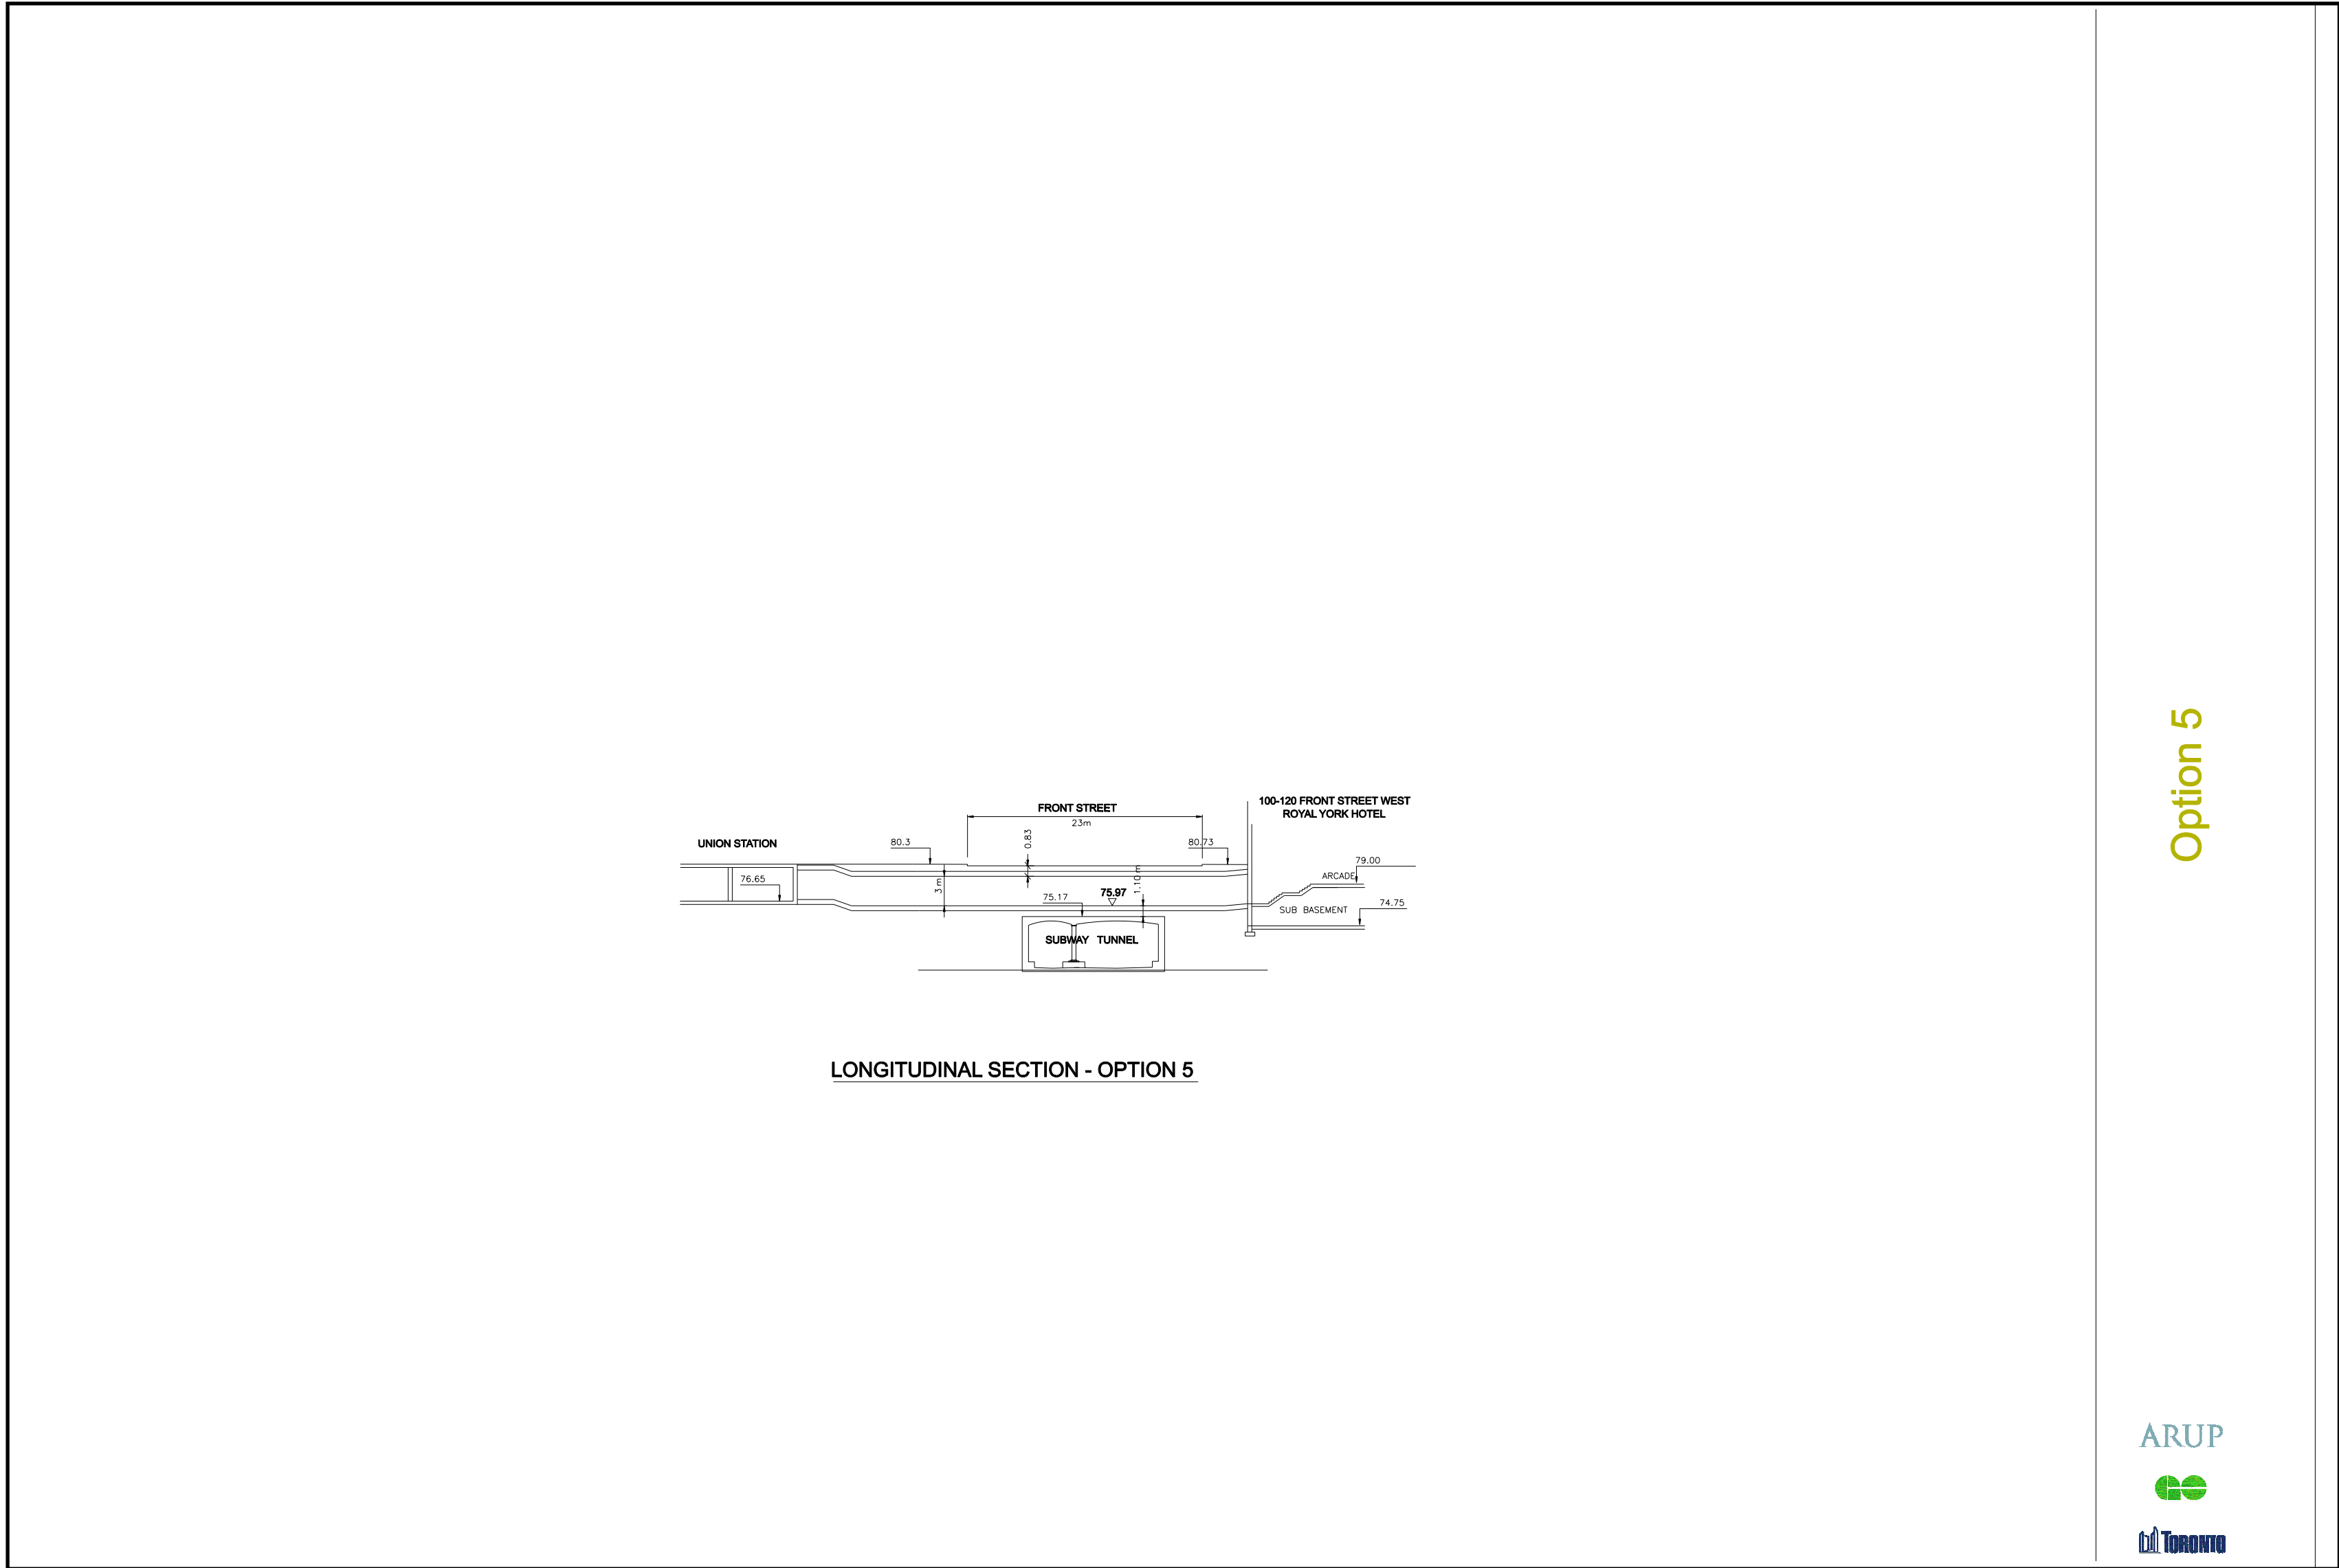 FRONT STREET
23m
100-120 FRONT STREET WEST
ROYAL YORK HOTEL
UNION STATION
80.3
0.83
80.73
79.00
ARCADE
76.65
3 m
75.17
75.97
1.10 m
SUB BASEMENT
74.75
SUBWAY TUNNEL
LONGITUDINAL SECTION - OPTION 5
Option 5
ARUP
GO
TORONTO